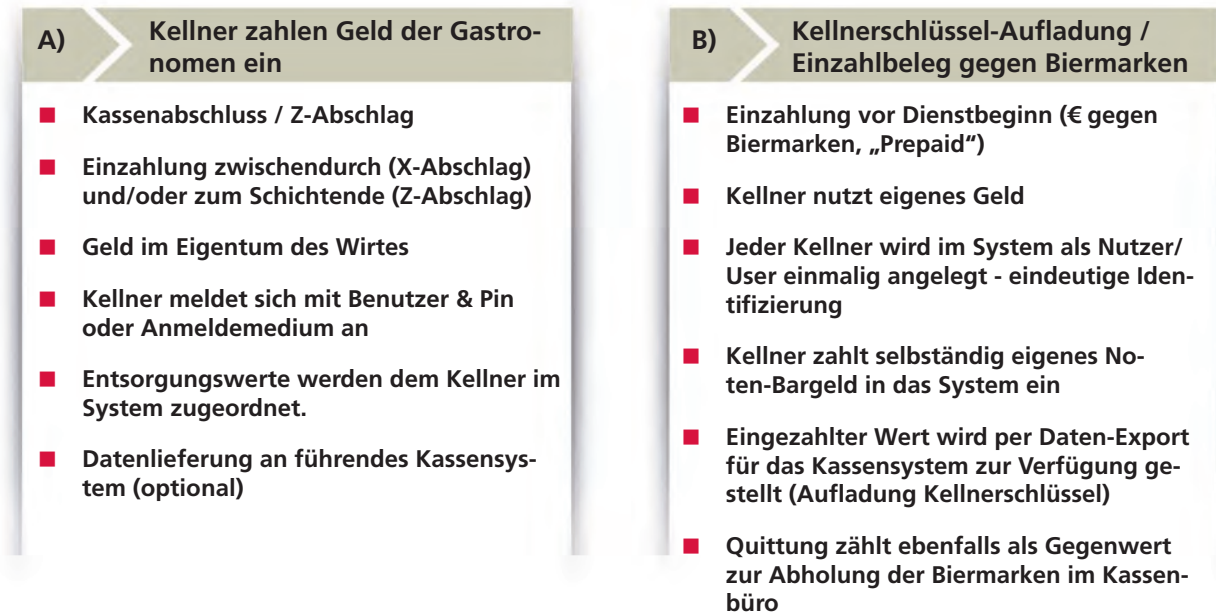 A)
Kellner zahlen Geld der Gastro-
nomen ein
Kassenabschluss / Z-Abschlag
Einzahlung zwischendurch (X-Abschlag)
und/oder zum Schichtende (Z-Abschlag)
Geld im Eigentum des Wirtes
Kellner meldet sich mit Benutzer & Pin
oder Anmeldemedium an
Entsorgungswerte werden dem Kellner im
System zugeordnet.
Datenlieferung an führendes Kassensys-
tem (optional)
B)
Kellnerschlüssel-Aufladung /
Einzahlbeleg gegen Biermarken
Einzahlung vor Dienstbeginn (€ gegen
Biermarken, „Prepaid“)
Kellner nutzt eigenes Geld
Jeder Kellner wird im System als Nutzer/
User einmalig angelegt - eindeutige Iden-
tifizierung
Kellner zahlt selbständig eigenes No-
ten-Bargeld in das System ein
Eingezahlter Wert wird per Daten-Export
für das Kassensystem zur Verfügung ge-
stellt (Aufladung Kellnerschlüssel)
Quittung zählt ebenfalls als Gegenwert
zur Abholung der Biermarken im Kassen-
büro